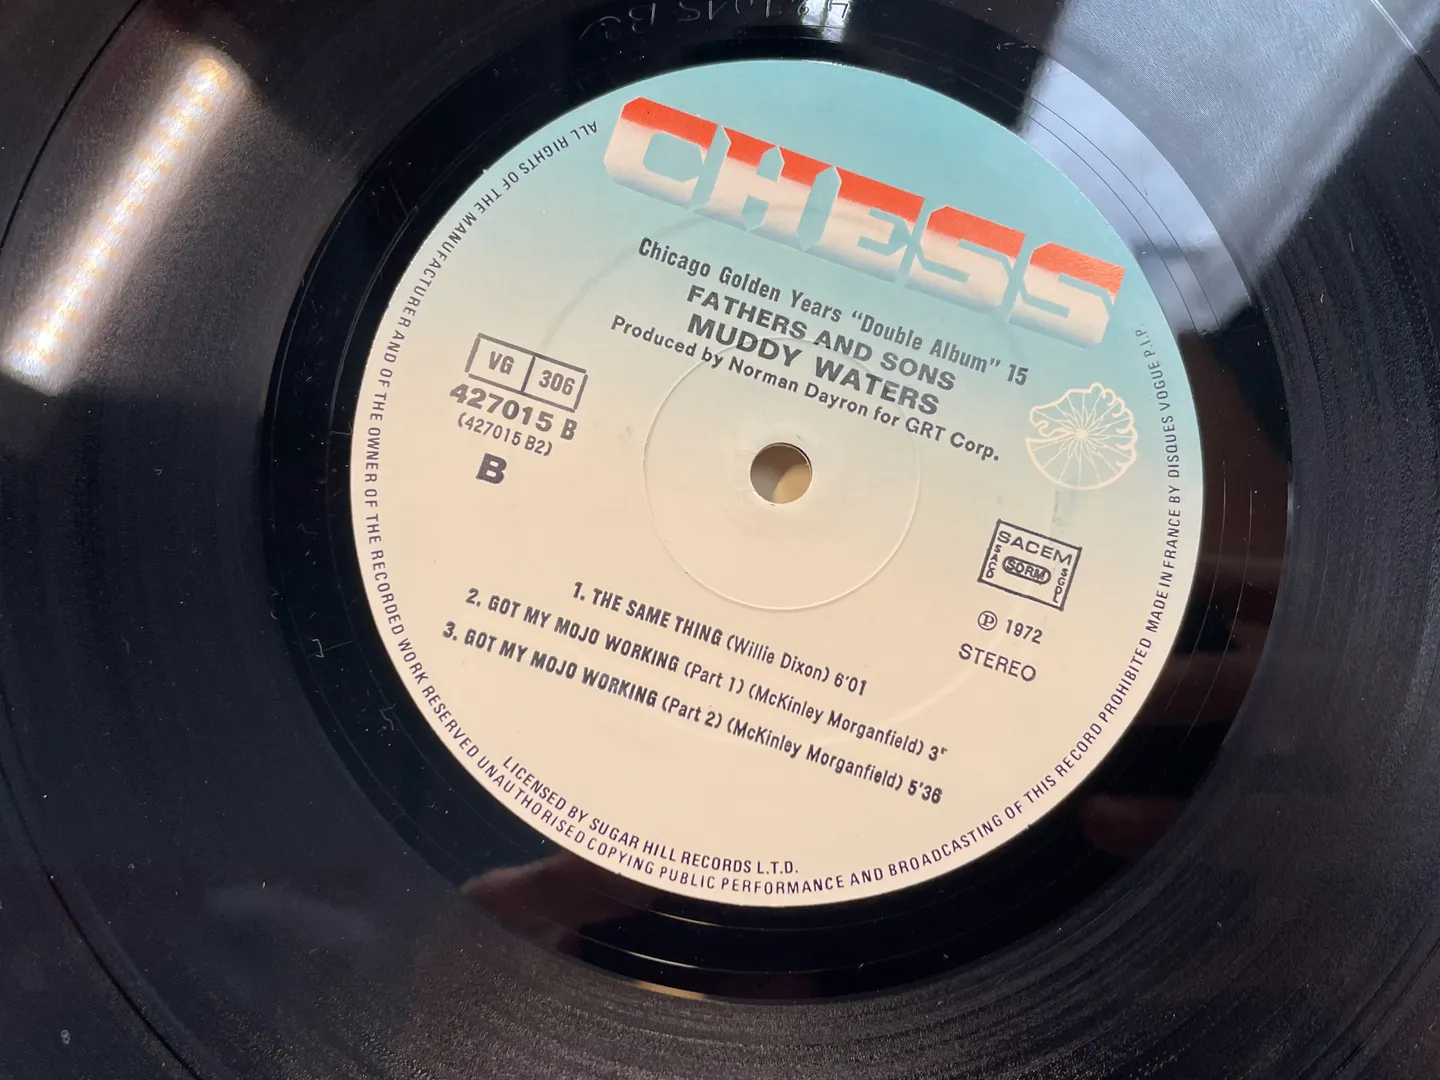 CHESS
Chicago Golden Years "Double Album" 15
FATHERS AND SONS
MUDDY WATERS
Produced by Norman Dayron for GRT Corp.
VG 306
427015 B
(427015 B2)
B
SACEM
SACD SDRM SGDL
℗ 1972
STEREO
1. THE SAME THING (Willie Dixon) 6'01
2. GOT MY MOJO WORKING (Part 1) (McKinley Morganfield) 3'
3. GOT MY MOJO WORKING (Part 2) (McKinley Morganfield) 5'36
LICENSED BY SUGAR HILL RECORDS L.T.D.
ALL RIGHTS OF THE MANUFACTURER AND OF THE OWNER OF THE RECORDED WORK RESERVED UNAUTHORISED COPYING PUBLIC PERFORMANCE AND BROADCASTING OF THIS RECORD PROHIBITED MADE IN FRANCE BY DISQUES VOGUE P.I.P.